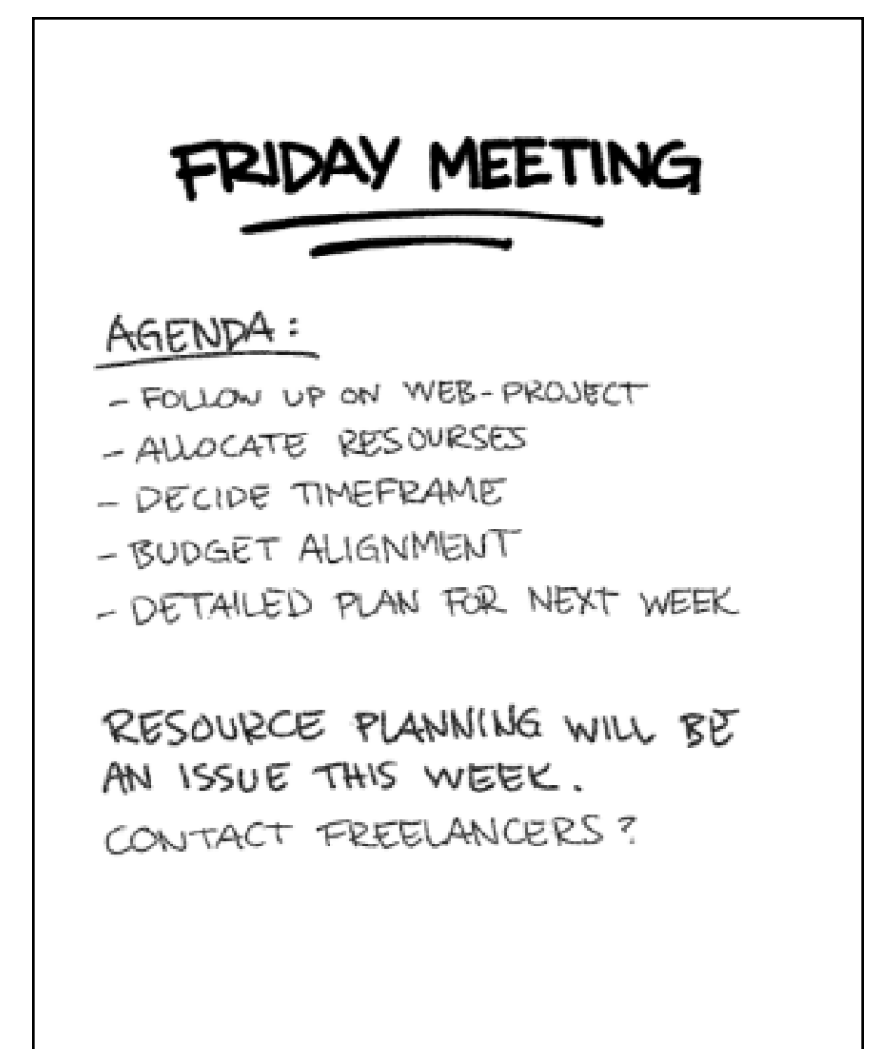 FRIDAY MEETING
AGENDA:
- FOLLOW UP ON WEB-PROJECT
- ALLOCATE RESOURSES
- DECIDE TIMEFRAME
- BUDGET ALIGNMENT
- DETAILED PLAN FOR NEXT WEEK
RESOURCE PLANNING WILL BE
AN ISSUE THIS WEEK.
CONTACT FREELANCERS?